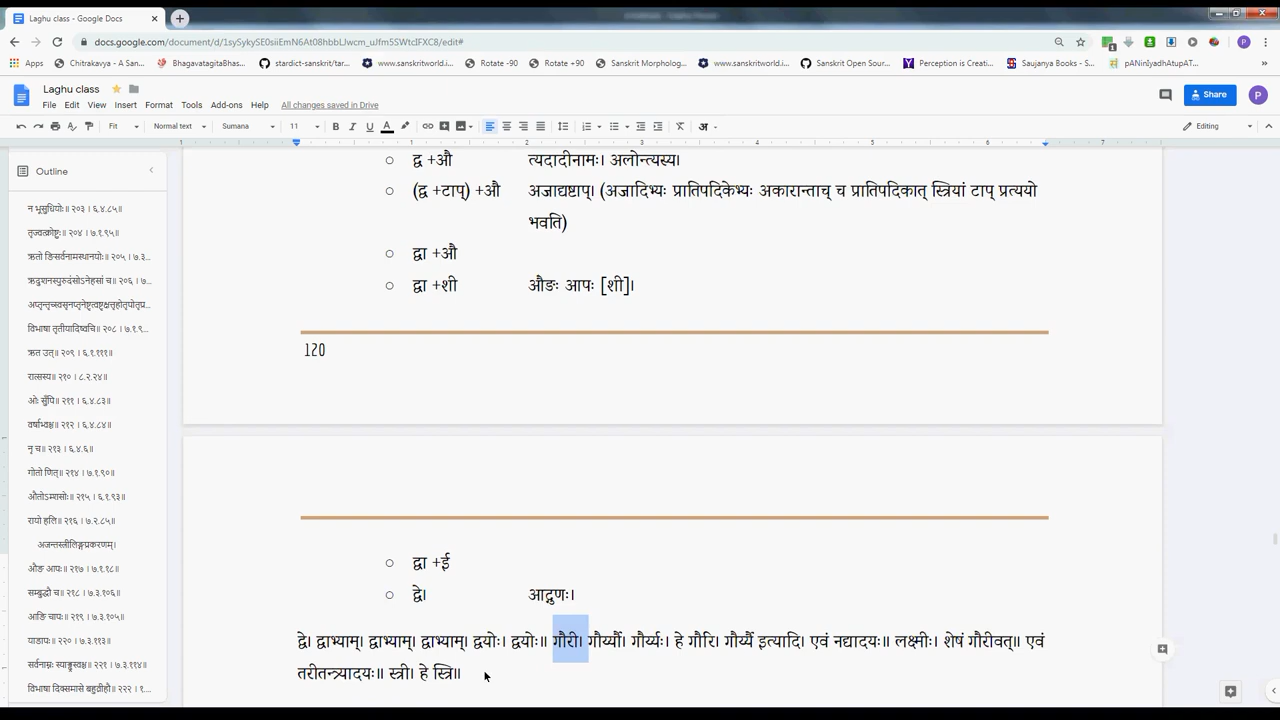 Laghu class - Google Docs
docs.google.com/document/d/1sySykySE0siiEmN6At08hbbLJwcm_uJfm5SWtcIFXC8/edit#
Apps Chitrakavya - A San... BhagavatagitaBhas... stardict-sanskrit/tar... www.sanskritworld.i... Rotate -90 Rotate +90 Sanskrit Morpholog... www.sanskritworld.i... Sanskrit Open Sour... Perception is Creati... Saujanya Books - S... pANinIyadhAtupAT...
Laghu class
File Edit View Insert Format Tools Add-ons Help All changes saved in Drive
Share
Fit Normal text Sumana 11 Editing
1 1 2 3 4 5 6 7
Outline
न भूसुधियोः॥ २०३ । ६.४.८५॥
तृज्वत्क्रोष्टुः॥ २०४ । ७.१.९५॥
ऋतो ङिसर्वनामस्थानयोः॥ २०५ । ७.३...
ऋदुशनस्पुरुदंसोऽनेहसां च॥ २०६ । ७...
विभाषा तृतीयादिष्वचि॥ २०८ । ७.१.९...
ऋत उत्॥ २०९ । ६.१.१११॥
रात्सस्य॥ २१० । ८.२.२४॥
ओः सुँपि॥ २११ । ६.४.८३॥
वर्षाभ्वश्च॥ २१२ । ६.४.८४॥
नृ च॥ २१३ । ६.४.६॥
गोतो णित्॥ २१४ । ७.१.९०॥
औतोऽम्शसोः॥ २१५ । ६.१.९३॥
रायो हलि॥ २१६ । ७.२.८५॥
अजन्तस्त्रीलिङ्गप्रकरणम्।
औङ आपः॥ २१७ । ७.१.१८॥
सम्बुद्धौ च॥ २१८ । ७.३.१०६॥
आङि चापः॥ २१९ । ७.३.१०५॥
याडापः॥ २२० । ७.३.११३॥
सर्वनाम्नः स्याड्ढ्रस्वश्च॥ २२१ । ७.३.११४॥
विभाषा दिक्समासे बहुव्रीहौ॥ २२२ । १...
द्व +औ त्यदादीनामः। अलोन्त्यस्य।
(द्व +टाप्) +औ अजाद्यष्टाप्। (अजादिभ्यः प्रातिपदिकेभ्यः अकारान्ताच् च प्रातिपदिकात् स्त्रियां टाप् प्रत्ययो
भवति)
द्वा +औ
द्वा +शी औङः आपः [शी]।
120
द्वा +ई
द्वे। आद्गुणः।
द्वे। द्वाभ्याम्। द्वाभ्याम्। द्वाभ्याम्। द्वयोः। द्वयोः॥ गौरी। गौर्य्यौ। गौर्य्यः। हे गौरि। गौर्य्यै इत्यादि। एवं नद्यादयः॥ लक्ष्मीः। शेषं गौरीवत्॥ एवं
तरीतन्त्र्यादयः॥ स्त्री। हे स्त्रि॥